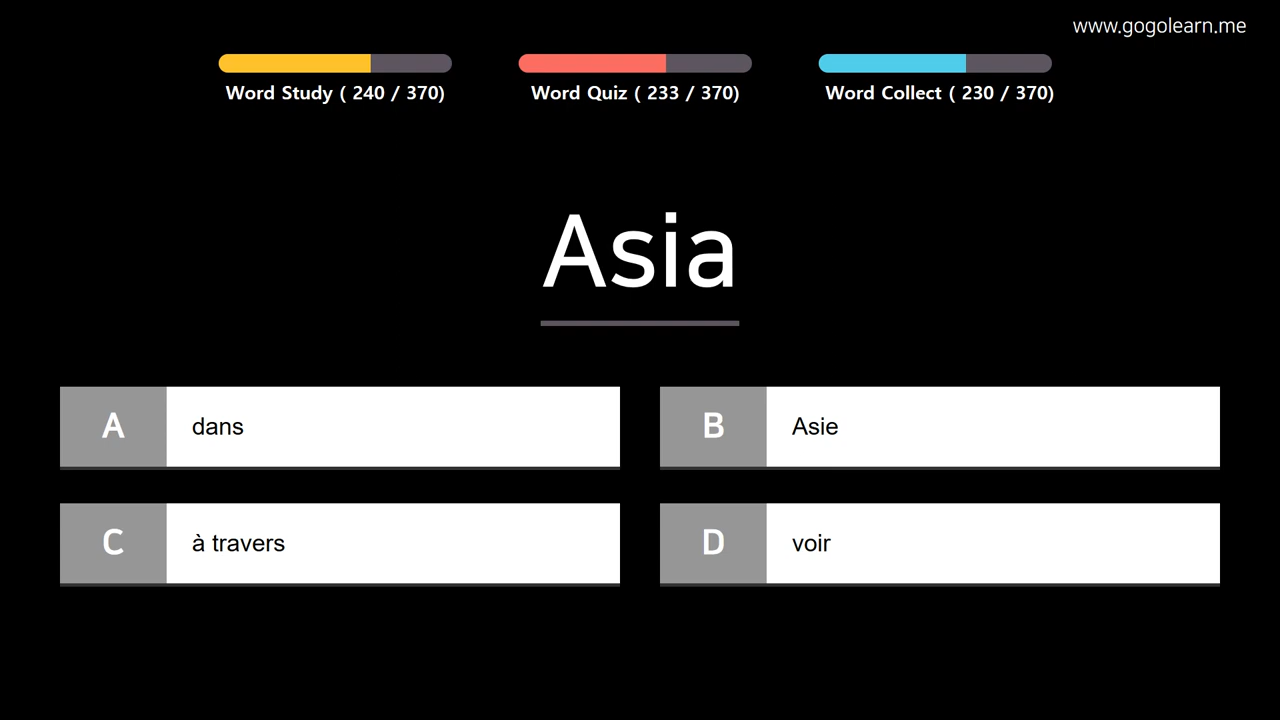 www.gogolearn.me
Word Study ( 240 / 370)
Word Quiz ( 233 / 370)
Word Collect ( 230 / 370)
Asia
A dans
B Asie
C à travers
D voir